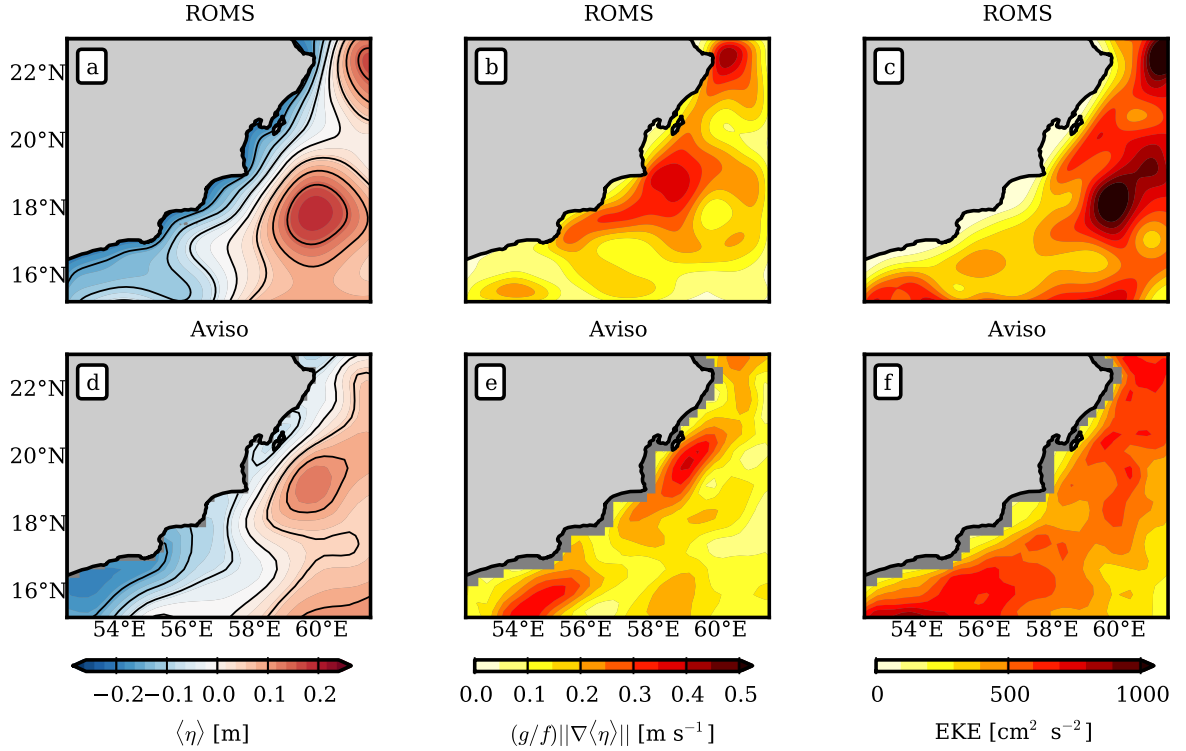 ROMS ROMS ROMS
a b c
22°N
20°N
18°N
16°N
Aviso Aviso Aviso
d e f
22°N
20°N
18°N
16°N
54°E 56°E 58°E 60°E 54°E 56°E 58°E 60°E 54°E 56°E 58°E 60°E
−0.2 −0.1 0.0 0.1 0.2 0.0 0.1 0.2 0.3 0.4 0.5 0 500 1000
⟨η⟩ [m] (g/f)||∇⟨η⟩|| [m s⁻¹] EKE [cm² s⁻²]